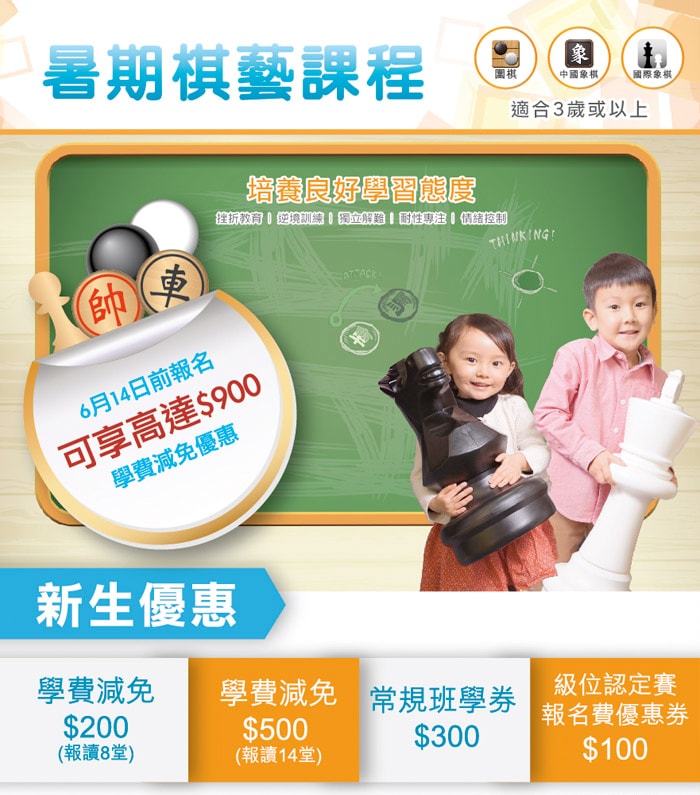 暑期棋藝課程
圍棋
象
中國象棋
國際象棋
適合3歲或以上
培養良好學習態度
挫折教育 | 逆境訓練 | 獨立解難 | 耐性專注 | 情緒控制
THINKING!
ATTACK!
帥
車
6月14日前報名
可享高達$900
學費減免優惠
新生優惠
學費減免
$200
(報讀8堂)
學費減免
$500
(報讀14堂)
常規班學券
$300
級位認定賽
報名費優惠券
$100